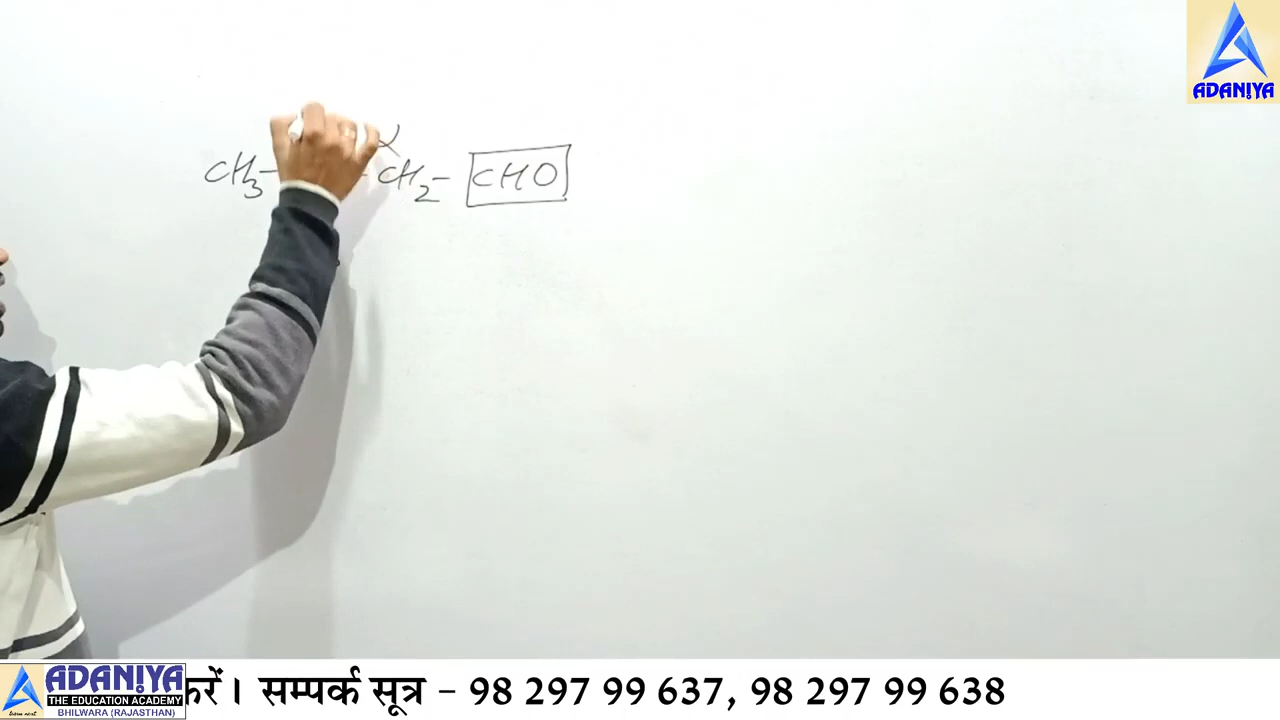 ADANIYA
α
CH₃- - CH₂- CHO
ADANIYA
THE EDUCATION ACADEMY
BHILWARA (RAJASTHAN)
करें। सम्पर्क सूत्र - 98 297 99 637, 98 297 99 638